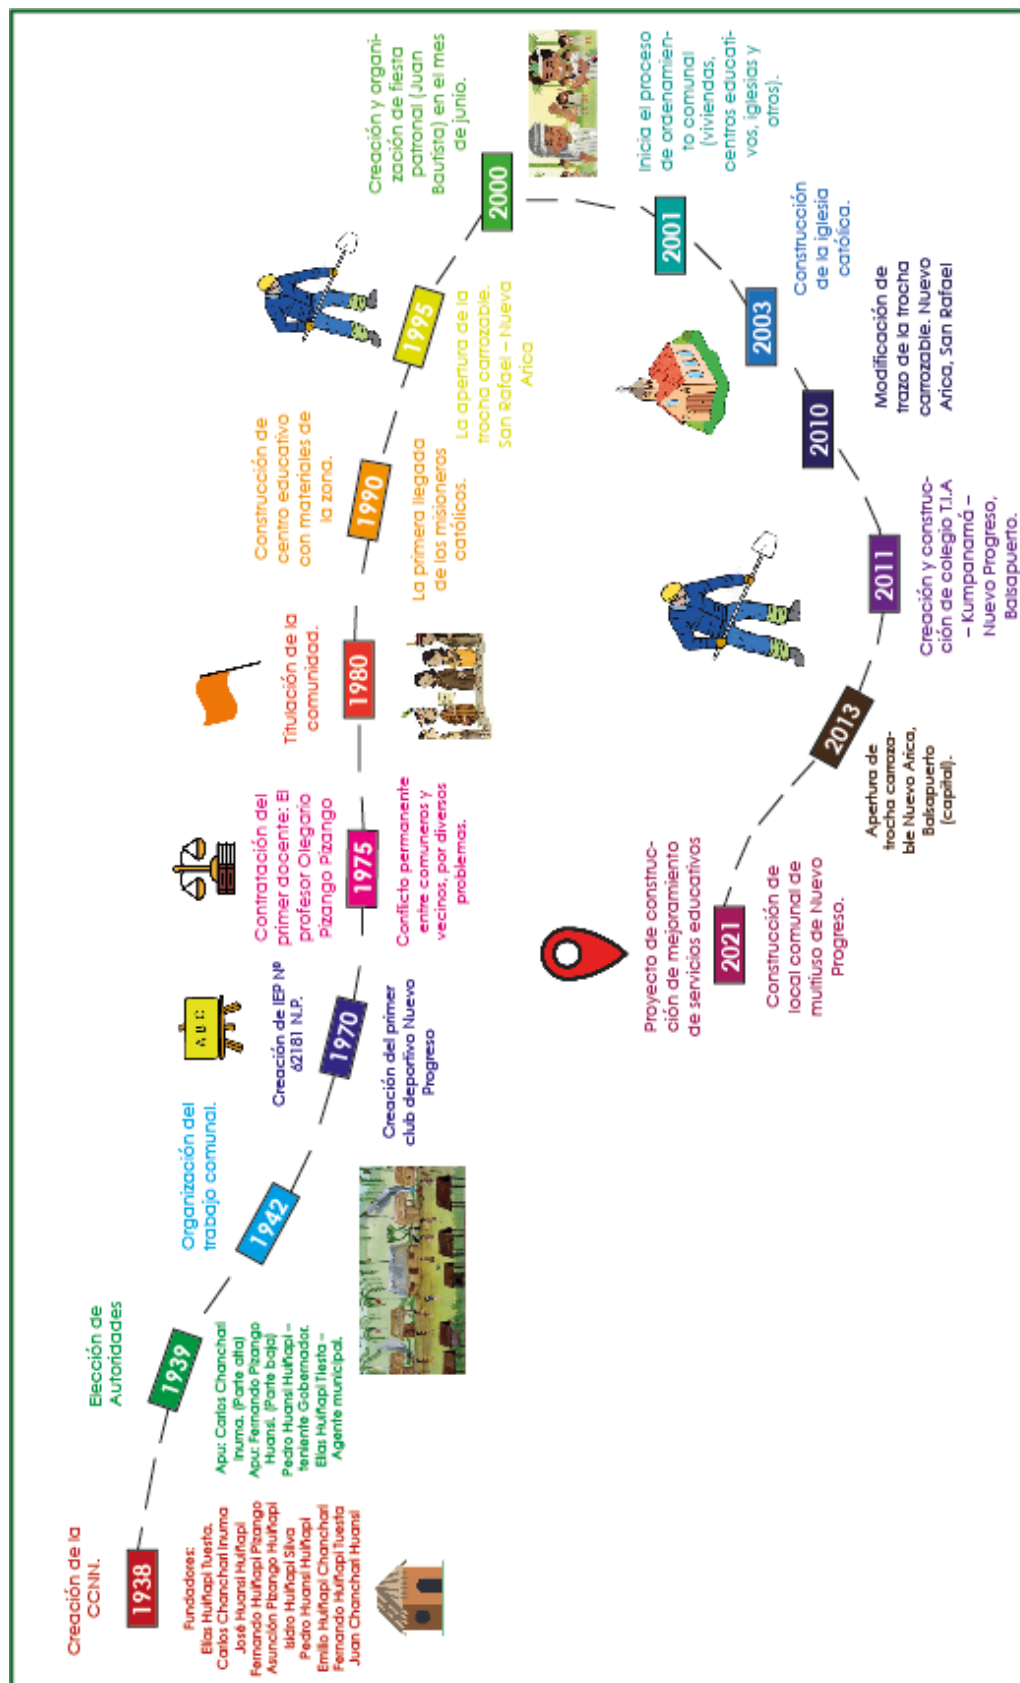 Creación de la
CCNN.
1938
Fundadores:
Elías Huiñapi Tuesta.
Carlos Chanchari Inuma
José Huansi Huiñapi
Fernando Huiñapi Pizango
Asunción Pizango Huiñapi
Isidro Huiñapi Silva
Pedro Huansi Huiñapi
Emilio Huiñapi Chanchari
Fernando Huiñapi Tuesta
Juan Chanchari Huansi
Elección de
Autoridades
1939
Apu: Carlos Chanchari
Inuma. (Parte alta)
Apu: Fernando Pizango
Huansi. (Parte baja)
Pedro Huansi Huiñapi –
teniente Gobernador.
Elías Huiñapi Tiesta –
Agente municipal.
Organización del
trabajo comunal.
1942
A B C
Creación de IEP Nº
62181 N.P.
1970
Creación del primer
club deportivo Nuevo
Progreso
Contratación del
primer docente: El
profesor Olegario
Pizango Pizango
1975
Conflicto permanente
entre comuneros y
vecinos, por diversos
problemas.
Titulación de la
comunidad.
1980
Construcción de
centro educativo
con materiales de
la zona.
1990
La primera llegada
de los misioneros
católicos.
1995
La apertura de la
trocha carrozable.
San Rafael – Nueva
Arica
Creación y organi-
zación de fiesta
patronal (Juan
Bautista) en el mes
de junio.
2000
Inicia el proceso
de ordenamien-
to comunal
(viviendas,
centros educati-
vos, iglesias y
otros).
2001
2003
Construcción
de la iglesia
católica.
2010
Modificación de
trazo de la trocha
carrozable. Nuevo
Arica, San Rafael
2011
Creación y construc-
ción de colegio T.I.A
– Kumpanamá –
Nuevo Progreso,
Balsapuerto.
2013
Apertura de
trocha carroza-
ble Nuevo Arica,
Balsapuerto
(capital).
Proyecto de construc-
ción de mejoramiento
de servicios educativos
2021
Construcción de
local comunal de
multiuso de Nuevo
Progreso.